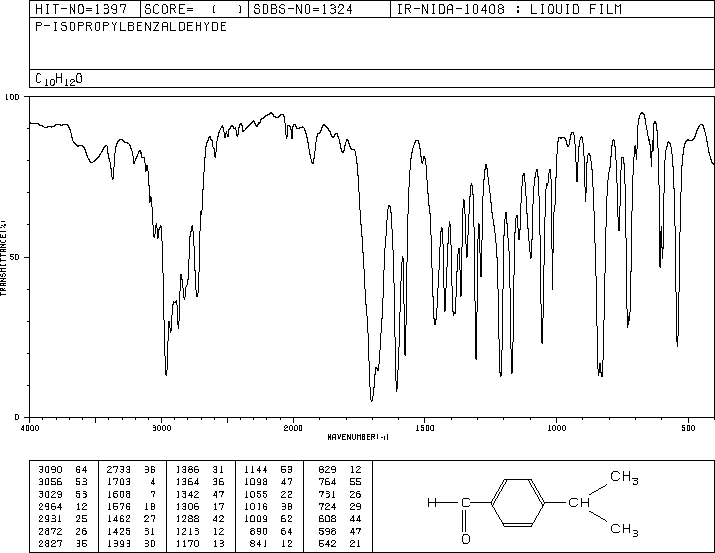 HIT-NO=1397 SCORE= ( ) SDBS-NO=1324 IR-NIDA-10408 : LIQUID FILM
P-ISOPROPYLBENZALDEHYDE
C10H12O
100
50
0
TRANSMITTANCE(%)
4000 3000 2000 1500 1000 500
WAVENUMBER(-1)
3090 64 2733 36 1386 31 1144 53 829 12
3056 53 1703 4 1364 36 1098 47 764 55
3029 53 1608 7 1342 47 1055 22 731 26
2964 12 1576 18 1306 17 1016 38 724 29
2931 25 1462 27 1288 42 1009 62 608 44
2872 26 1425 31 1213 12 890 64 598 47
2827 35 1393 30 1170 13 841 12 542 21
H C CH CH3
O CH3